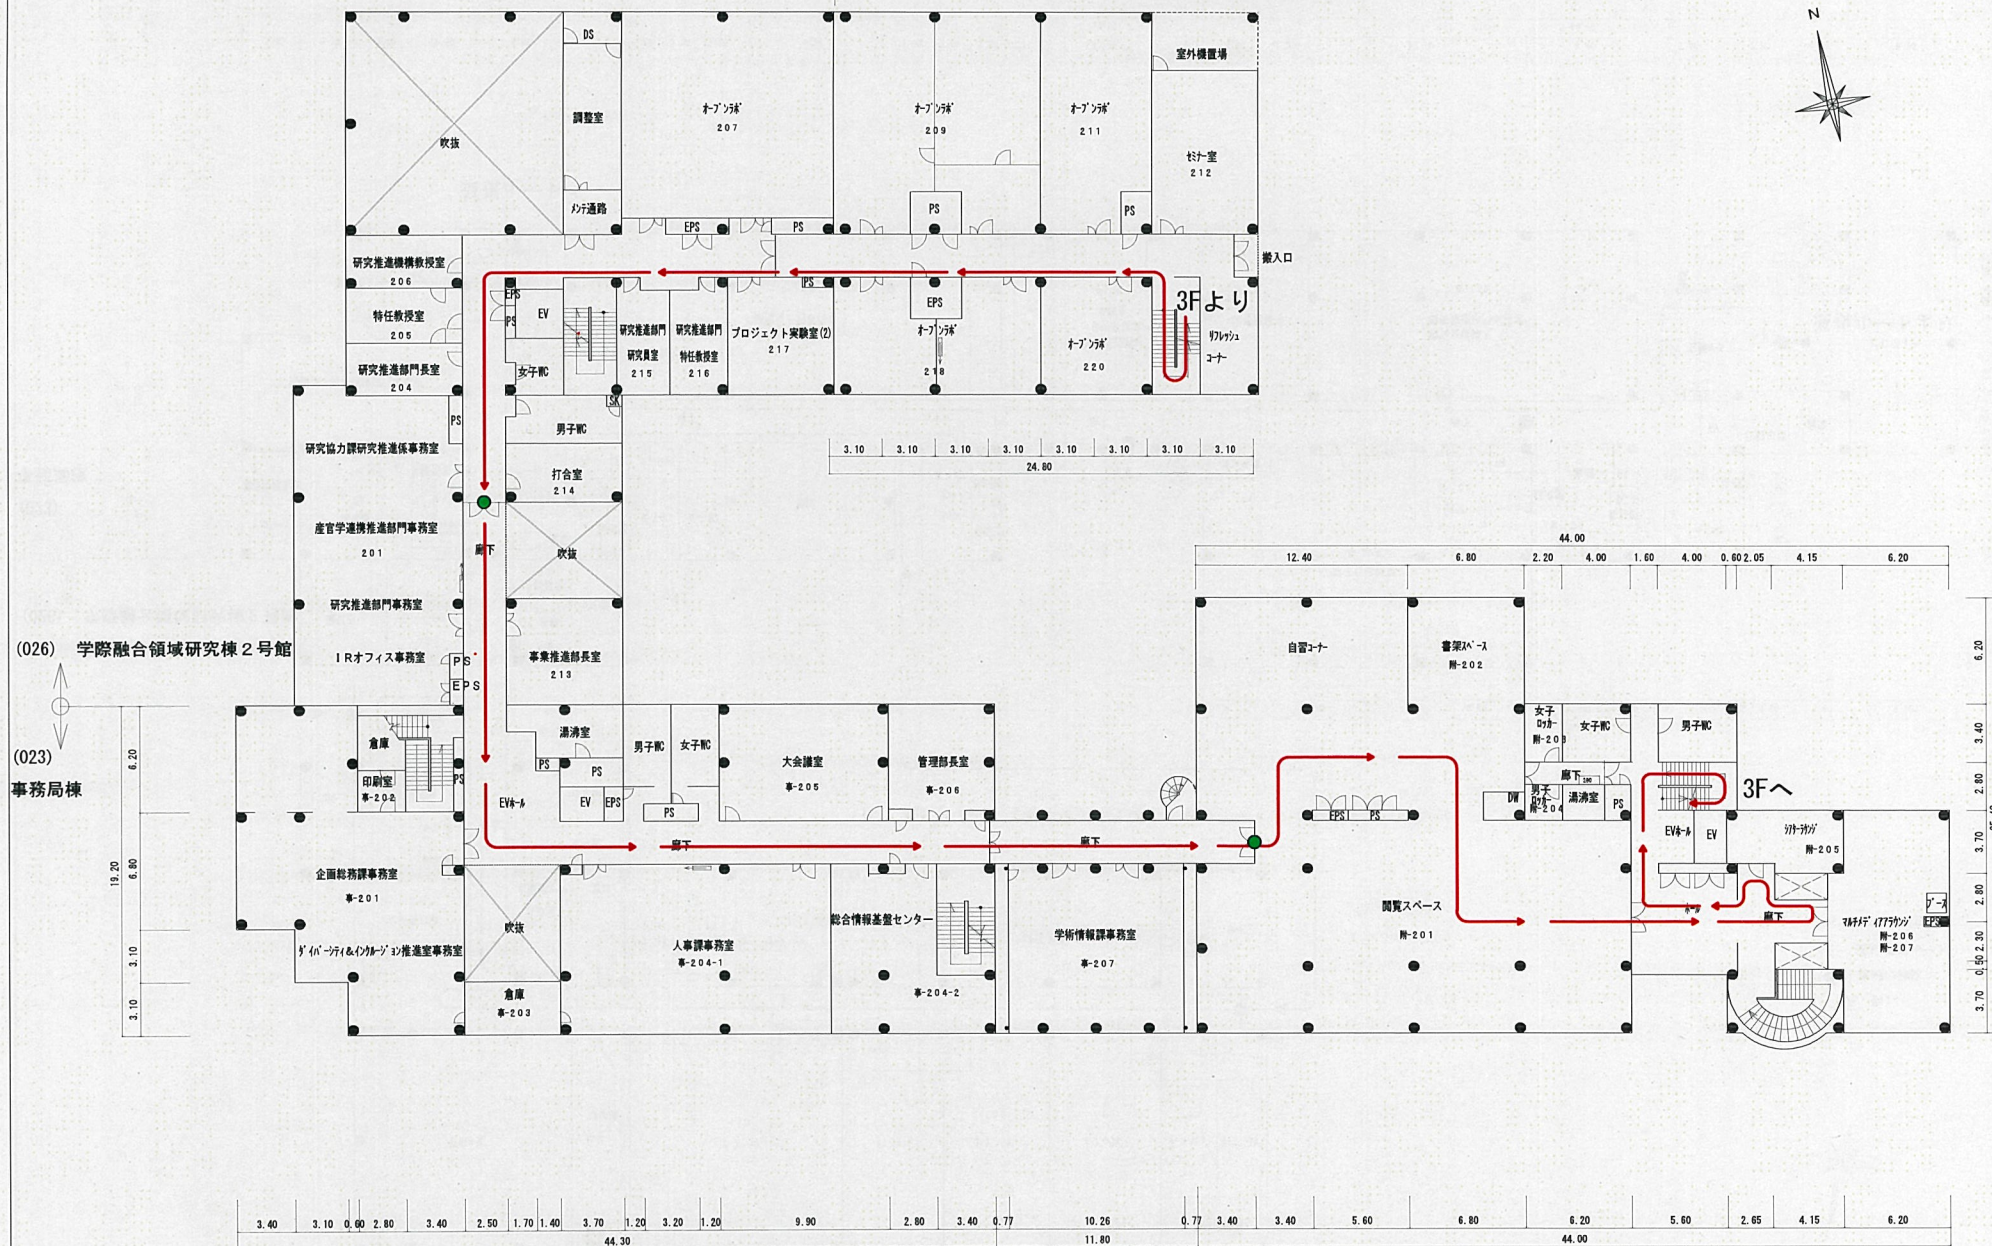 N
DS
室外機置場
調整室
吹抜
オープンラボ
207
オープンラボ
209
オープンラボ
211
セミナー室
212
メンテ通路
EPS
PS
PS
PS
研究推進機構教授室
206
搬入口
特任教授室
205
研究推進部門長室
204
EPS
PS
EV
女子WC
研究推進部門
研究員室
215
研究推進部門
特任教授室
216
プロジェクト実験室(2)
217
PS
EPS
オープンラボ
218
オープンラボ
220
3Fより
リフレッシュ
コーナー
SK
PS
男子WC
研究協力課研究推進係事務室
打合室
214
3.10 3.10 3.10 3.10 3.10 3.10 3.10 3.10
24.80
産官学連携推進部門事務室
201
廊下
吹抜
研究推進部門事務室
IRオフィス事務室
PS
EPS
事業推進部長室
213
(026) 学際融合領域研究棟2号館
(023)
事務局棟
44.00
12.40 6.80 2.20 4.00 1.60 4.00 0.60 2.05 4.15 6.20
自習コーナー
書架スペース
附-202
6.20
3.40
2.80
3.70
2.80
2.30
0.50
3.70
倉庫
印刷室
事-202
PS
湯沸室
PS
PS
EVホール
EV
EPS
男子WC
女子WC
PS
大会議室
事-205
管理部長室
事-206
女子
ロッカー
附-203
女子WC
男子WC
廊下
男子
ロッカー
附-204
湯沸室
PS
DW
EPS
PS
3Fへ
EVホール
EV
シアターラウンジ
附-205
廊下
廊下
企画総務課事務室
事-201
ダイバーシティ&インクルージョン推進室事務室
吹抜
倉庫
事-203
人事課事務室
事-204-1
総合情報基盤センター
事-204-2
学術情報課事務室
事-207
閲覧スペース
附-201
ホール
廊下
マルチメディアラウンジ
附-206
附-207
ブース
EPS
6.20
6.80
3.10
3.10
19.20
3.40 3.10 0.60 2.80 3.40 2.50 1.70 1.40 3.70 1.20 3.20 1.20 9.90 2.80 3.40 0.77 10.26 0.77 3.40 3.40 5.60 6.80 6.20 5.60 2.65 4.15 6.20
44.30 11.80 44.00